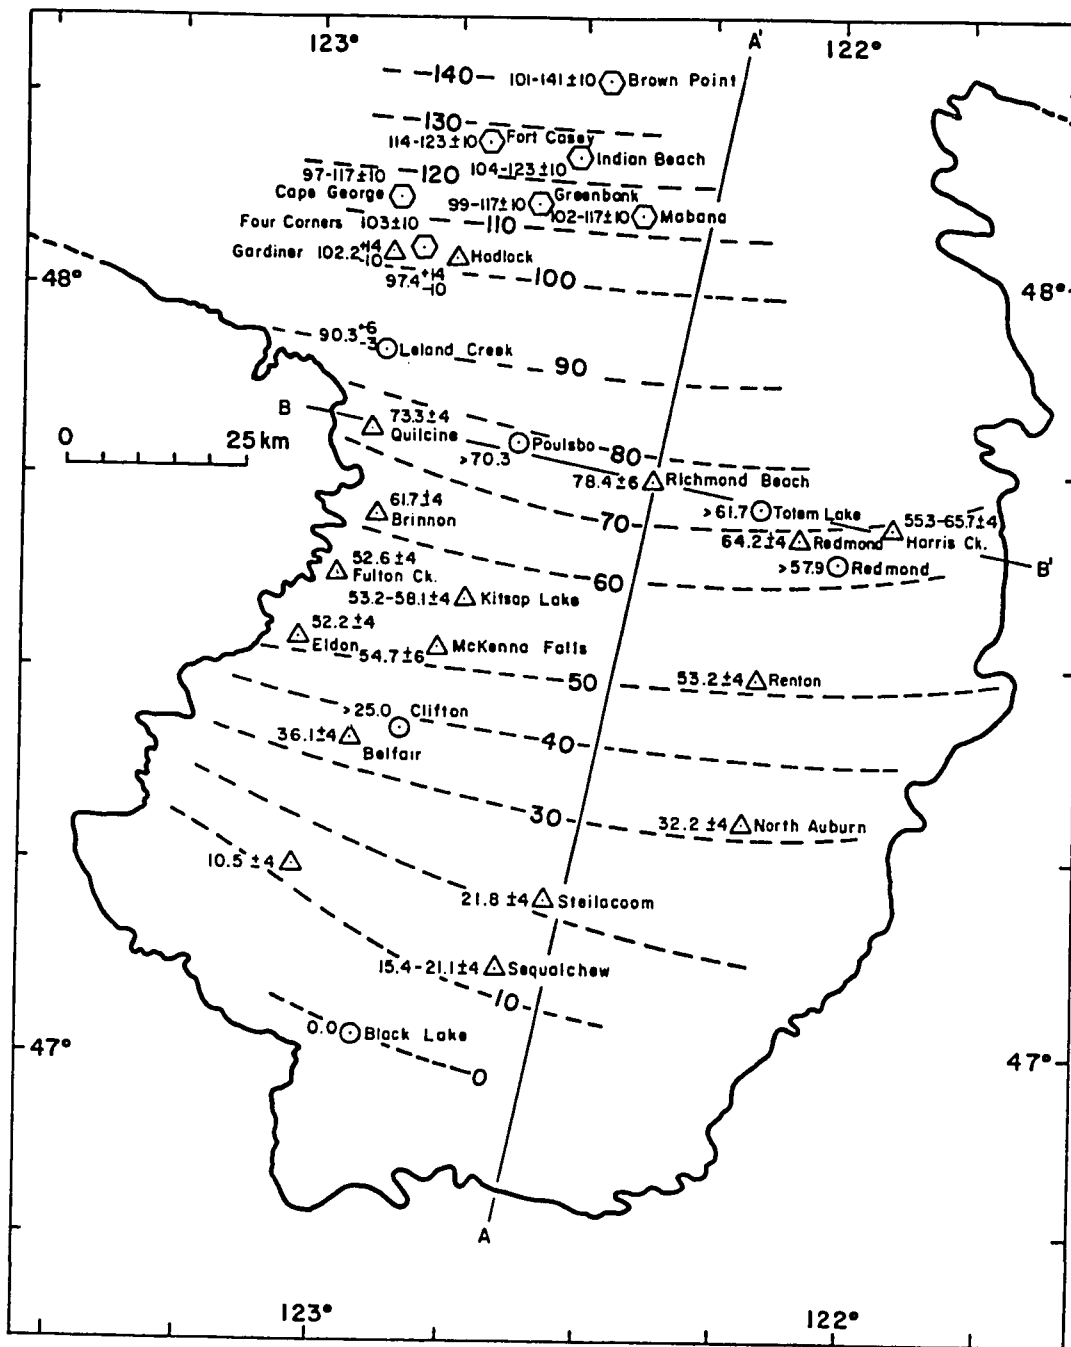 123°
A'
122°
140
101-141±10 Brown Point
130
114-123±10 Fort Casey
104-123±10 Indian Beach
97-117±10
120
Cape George
99-117±10 Greenbank
102-117±10 Mabana
Four Corners 103±10
110
Gardiner 102.2+14-10
Hadlock
97.4+14-10
100
48°
48°
90.3+6-3 Leland Creek
90
B
73.3±4
Quilcine
0 25 km
>70.3 Poulsbo
80
78.4±6 Richmond Beach
61.7±4
Brinnon
70
>61.7 Totem Lake
553-65.7±4
Harris Ck.
64.2±4 Redmond
52.6±4
Fulton Ck.
>57.9 Redmond
B'
60
53.2-58.1±4 Kitsap Lake
52.2±4
Eldon
54.7±6 McKenna Falls
50
53.2±4 Renton
>25.0 Clifton
36.1±4
Belfair
40
30
32.2±4 North Auburn
10.5±4
21.8±4 Steilacoom
15.4-21.1±4 Sequalchew
10
0.0 Black Lake
0
47°
47°
A
123°
122°